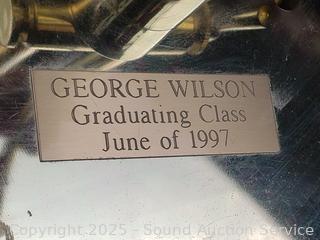 GEORGE WILSON
Graduating Class
June of 1997
Copyright 2025 - Sound Auction Service